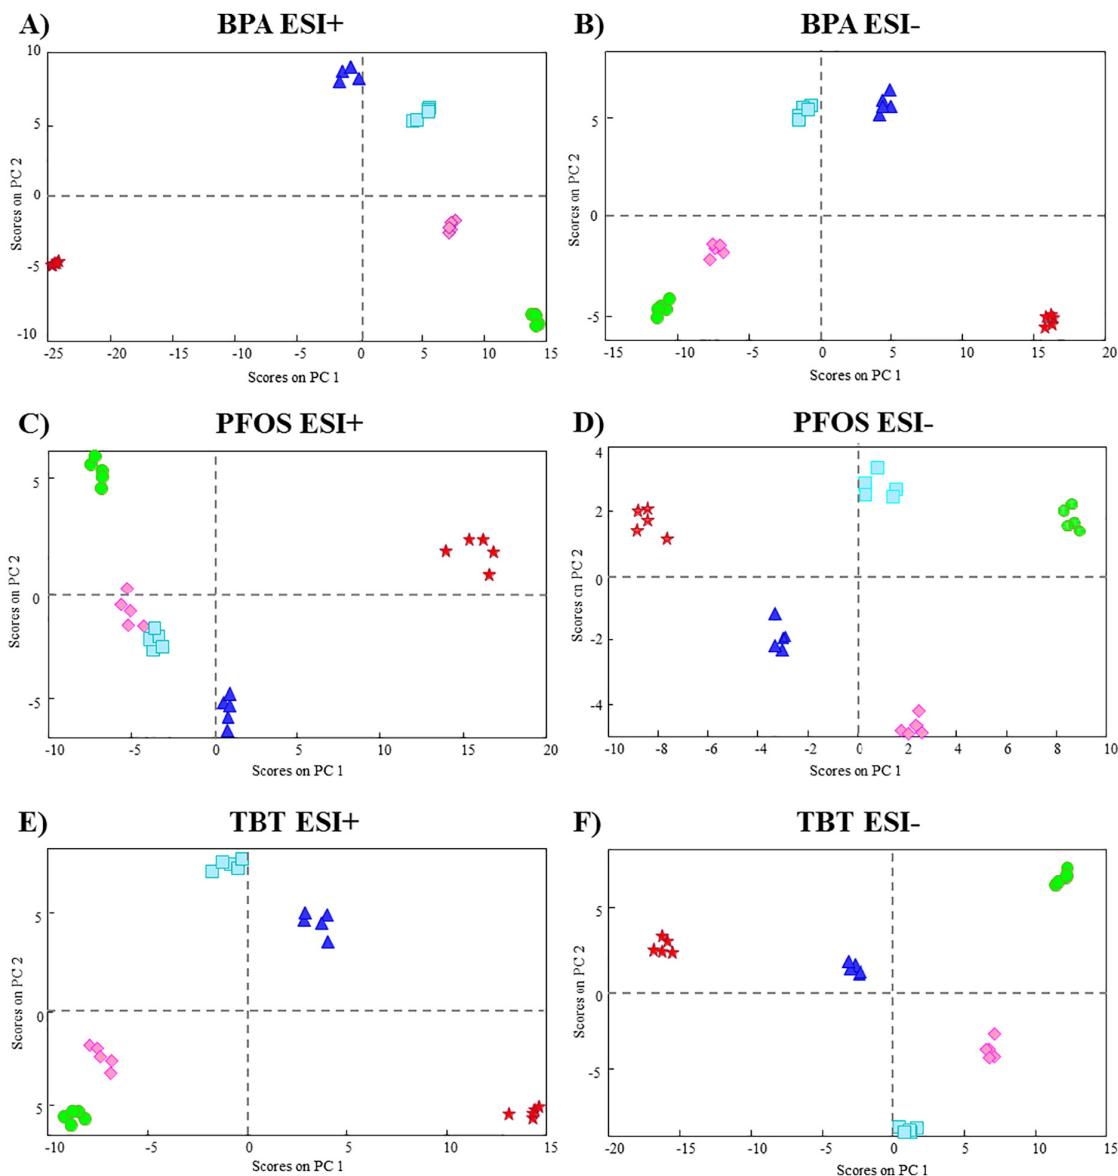 A) BPA ESI+
10
5
0
-5
-10
Scores on PC 2
-25 -20 -15 -10 -5 0 5 10 15
Scores on PC 1
B) BPA ESI-
5
0
-5
Scores on PC 2
-15 -10 -5 0 5 10 15 20
Scores on PC 1
C) PFOS ESI+
5
0
-5
Scores on PC 2
-10 -5 0 5 10 15 20
Scores on PC 1
D) PFOS ESI-
4
2
0
-2
-4
Scores on PC 2
-10 -8 -6 -4 -2 0 2 4 6 8 10
Scores on PC 1
E) TBT ESI+
5
0
5
Scores on PC 2
-10 -5 0 5 10 15
Scores on PC 1
F) TBT ESI-
5
0
-5
Scores on PC 2
-20 -15 -10 -5 0 5 10 15
Scores on PC 1